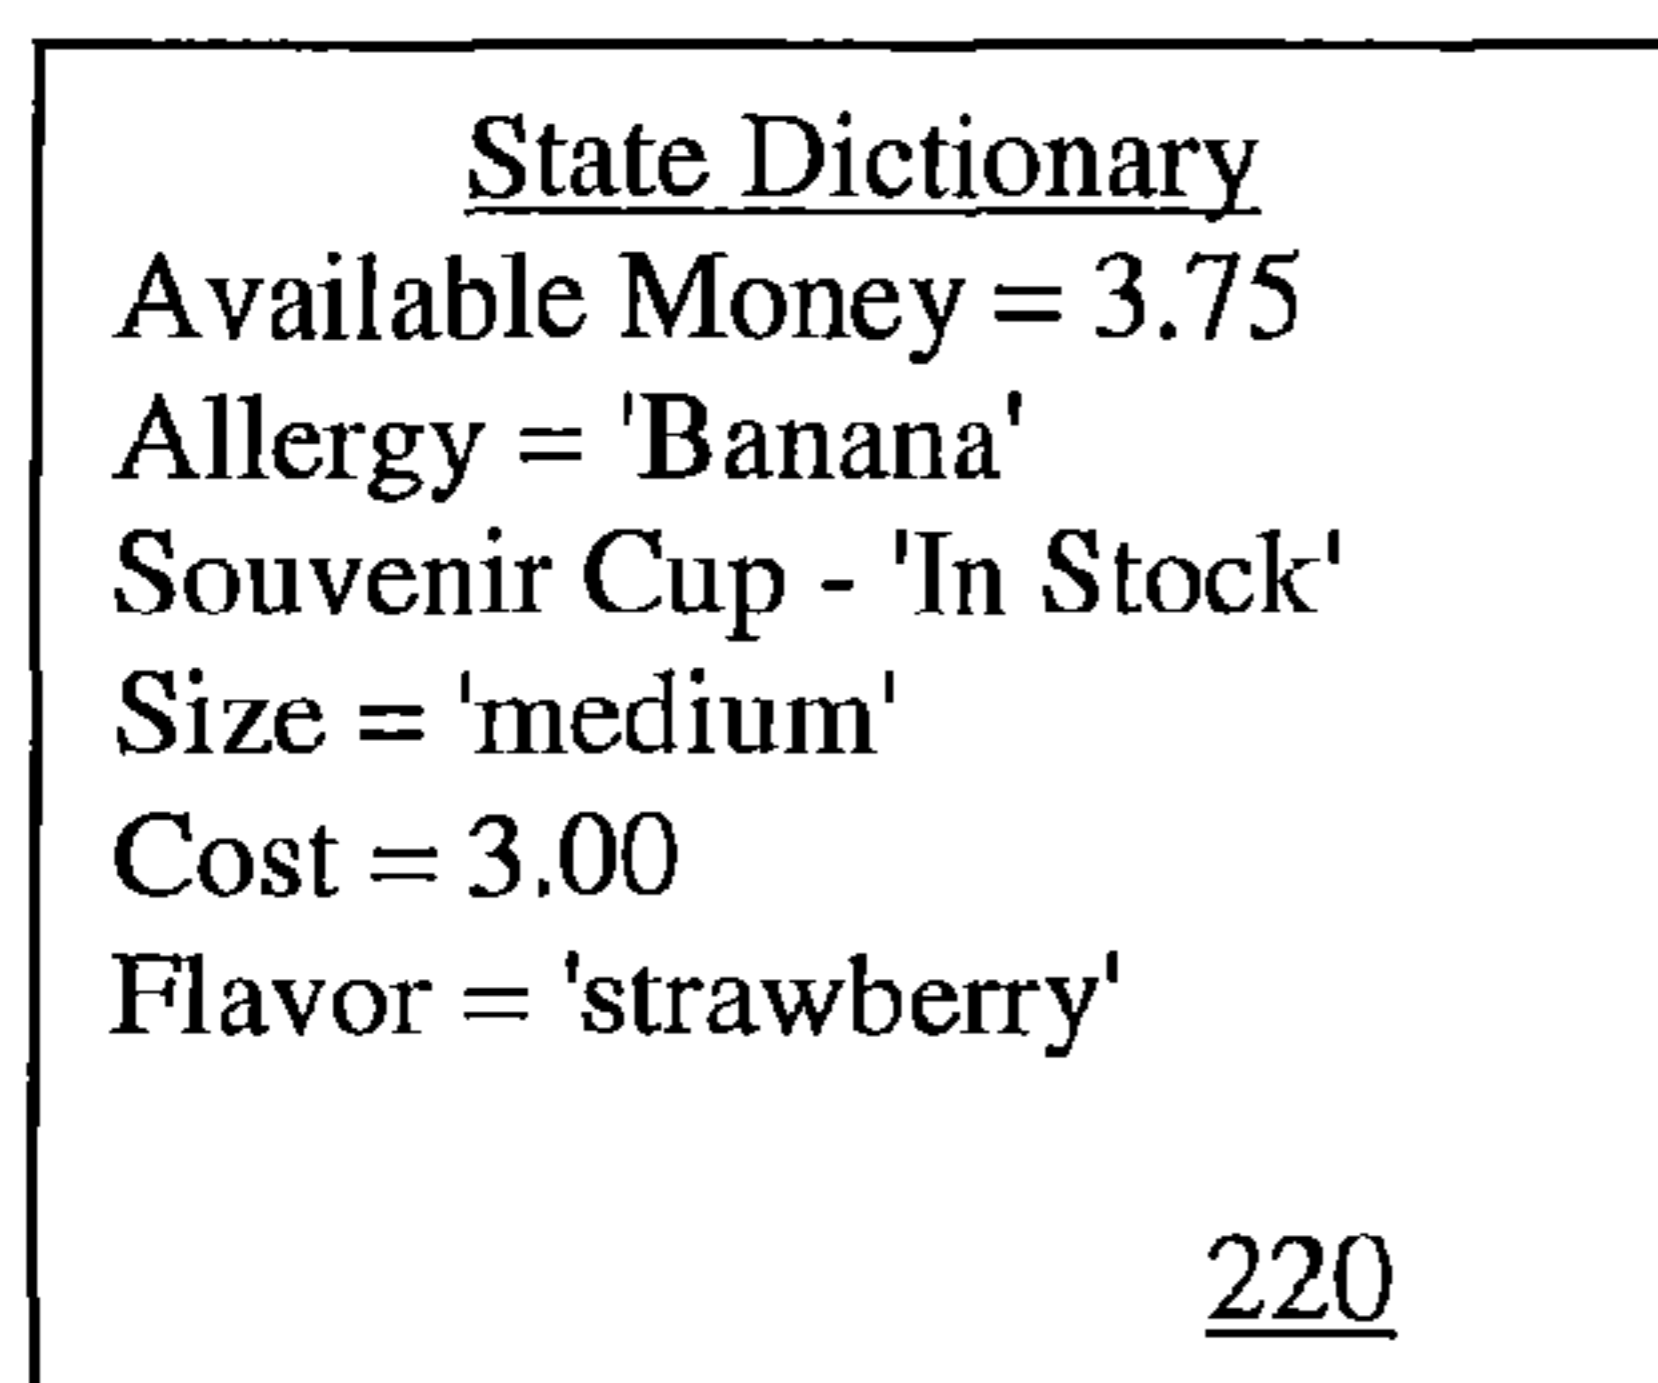 State Dictionary
Available Money = 3.75
Allergy = 'Banana'
Souvenir Cup - 'In Stock'
Size = 'medium'
Cost = 3.00
Flavor = 'strawberry'
220